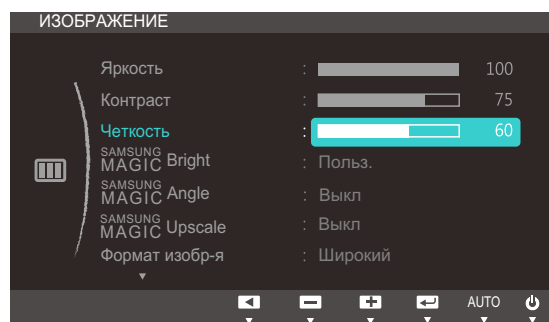 ИЗОБРАЖЕНИЕ
Яркость : 100
Контраст : 75
Четкость : 60
SAMSUNG MAGIC Bright : Польз.
SAMSUNG MAGIC Angle : Выкл
SAMSUNG MAGIC Upscale : Выкл
Формат изобр-я : Широкий
AUTO